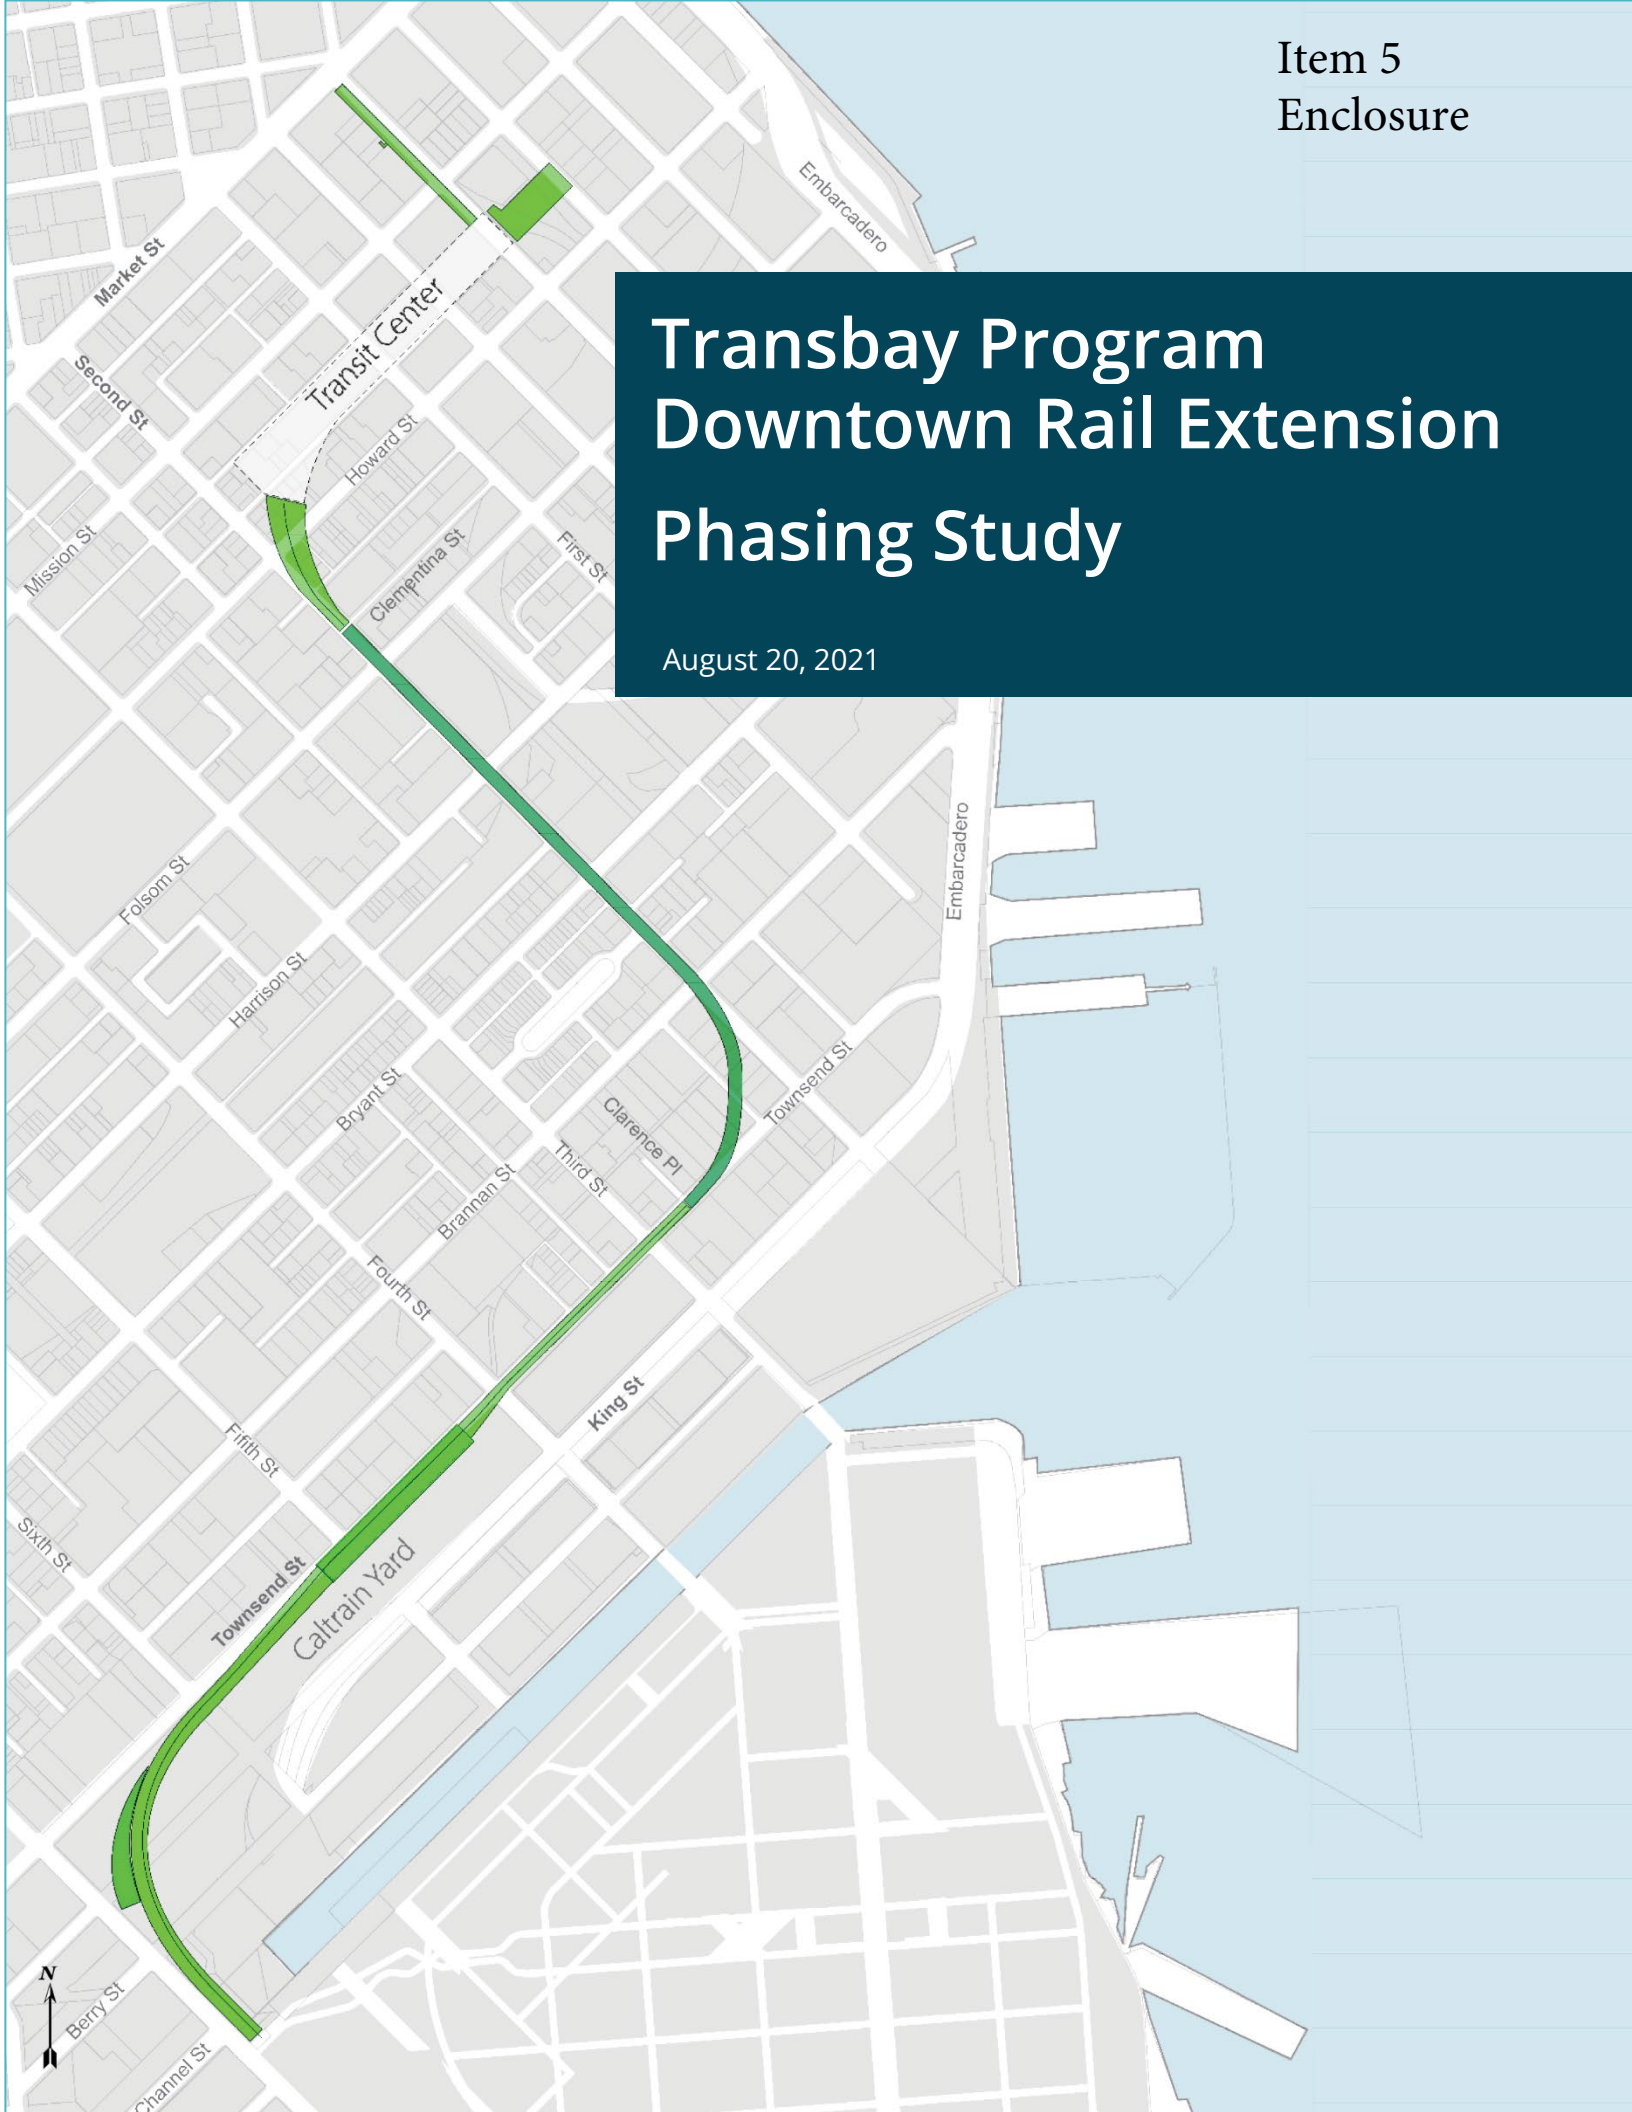 Item 5
Enclosure
Transbay Program
Downtown Rail Extension
Phasing Study
August 20, 2021
Embarcadero
Market St
Transit Center
Second St
Howard St
Mission St
Clementina St
First St
Embarcadero
Folsom St
Harrison St
Bryant St
Townsend St
Clarence Pl
Third St
Brannan St
Fourth St
King St
Fifith St
Sixth St
Townsend St
Caltrain Yard
N
Berry St
Channel St